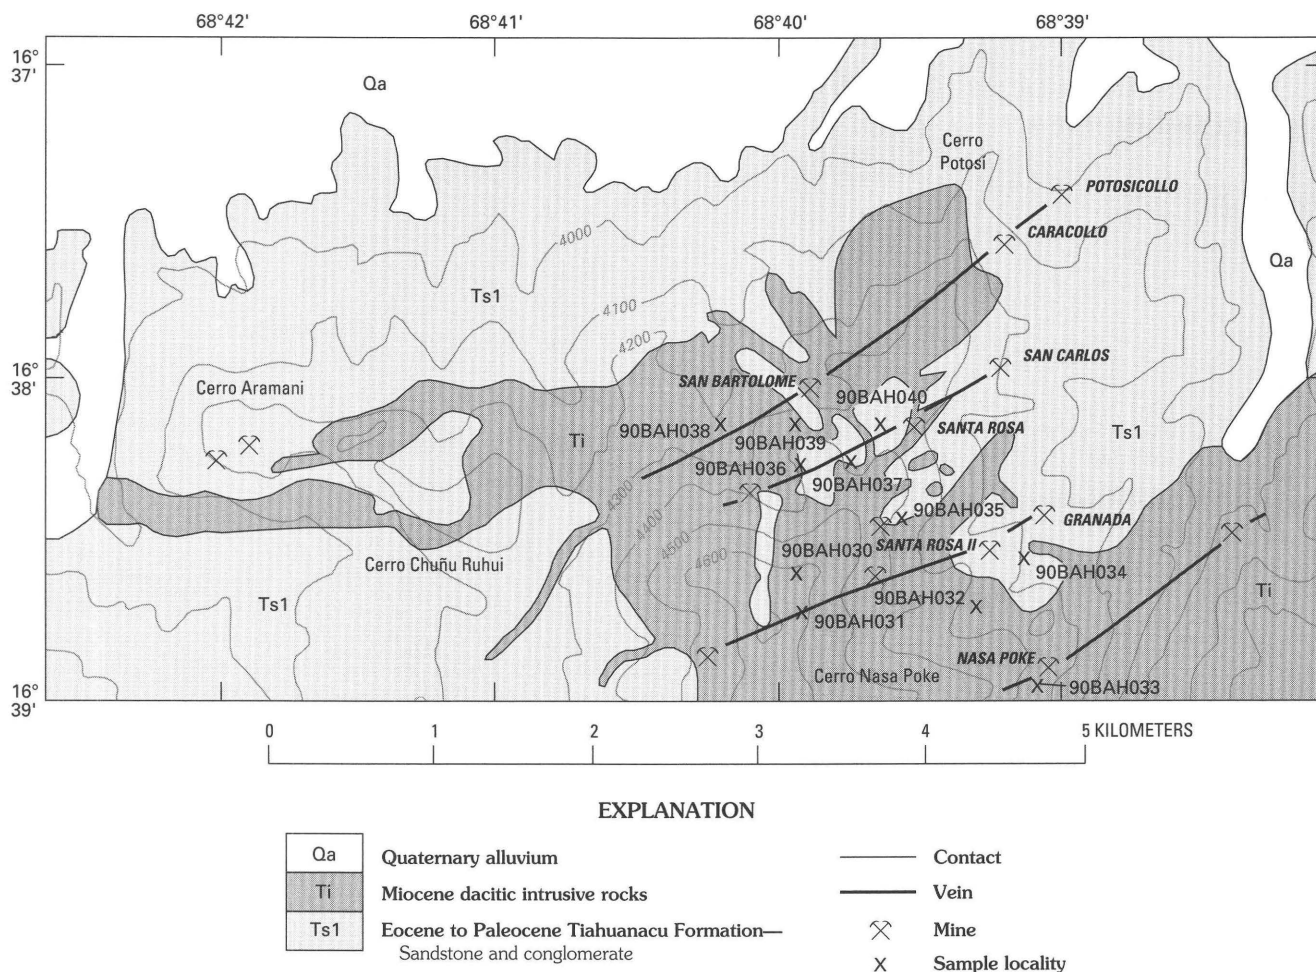 68°42'
68°41'
68°40'
68°39'
16°
37'
Qa
Cerro
Potosi
POTOSICOLLO
CARACOLLO
4000
Qa
Ts1
4100
4200
SAN CARLOS
16°
38'
Cerro Aramani
SAN BARTOLOME
90BAH040
90BAH038
90BAH039
SANTA ROSA
Ts1
Ti
90BAH036
90BAH037
4300
4400
90BAH035
GRANADA
4500
4600
90BAH030
SANTA ROSA II
Cerro Chuñu Ruhui
90BAH034
Ts1
90BAH032
Ti
90BAH031
NASA POKE
Cerro Nasa Poke
90BAH033
16°
39'
0 1 2 3 4 5 KILOMETERS
EXPLANATION
Qa Quaternary alluvium
Ti Miocene dacitic intrusive rocks
Ts1 Eocene to Paleocene Tiahuanacu Formation—
Sandstone and conglomerate
Contact
Vein
Mine
Sample locality